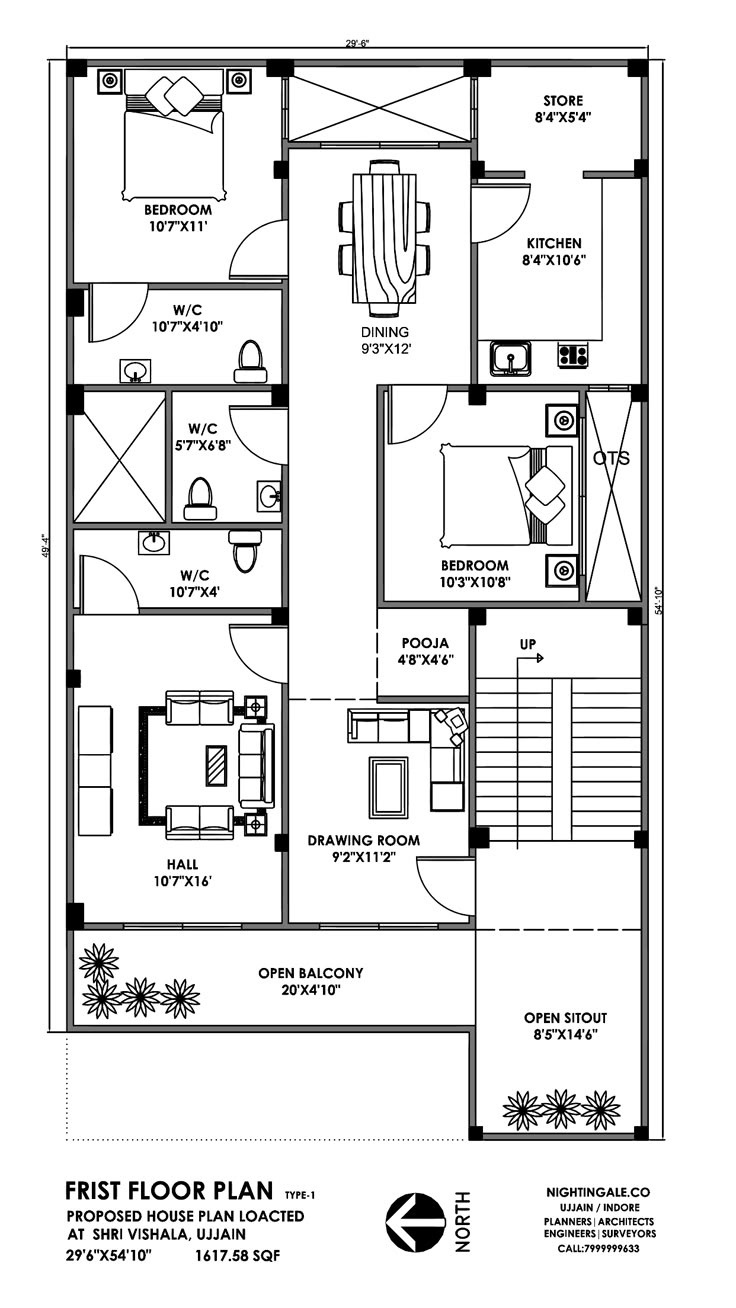 29'-6"
STORE
8'4"X5'4"
BEDROOM
10'7"X11'
KITCHEN
8'4"X10'6"
W/C
10'7"X4'10"
DINING
9'3"X12'
W/C
5'7"X6'8"
OTS
49'-4"
BEDROOM
10'3"X10'8"
W/C
10'7"X4'
54'-10"
POOJA
4'8"X4'6"
UP
DRAWING ROOM
9'2"X11'2"
HALL
10'7"X16'
OPEN BALCONY
20'X4'10"
OPEN SITOUT
8'5"X14'6"
FRIST FLOOR PLAN TYPE-1
PROPOSED HOUSE PLAN LOACTED
AT SHRI VISHALA, UJJAIN
29'6"X54'10" 1617.58 SQF
NORTH
NIGHTINGALE.CO
UJJAIN / INDORE
PLANNERS|ARCHITECTS
ENGINEERS|SURVEYORS
CALL:7999999633